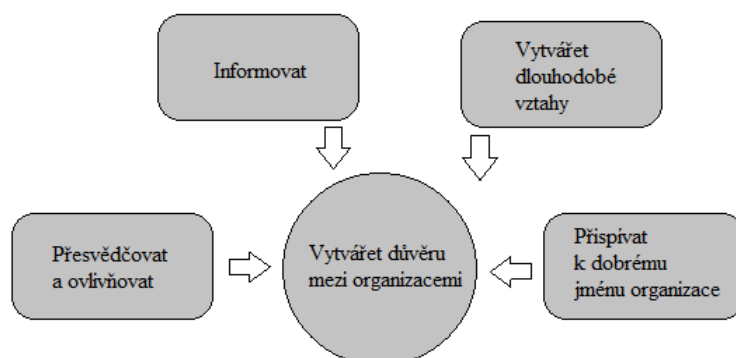 Informovat
Vytvářet
dlouhodobé
vztahy
Přesvědčovat
a ovlivňovat
Vytvářet důvěru
mezi organizacemi
Přispívat
k dobrému
jménu organizace